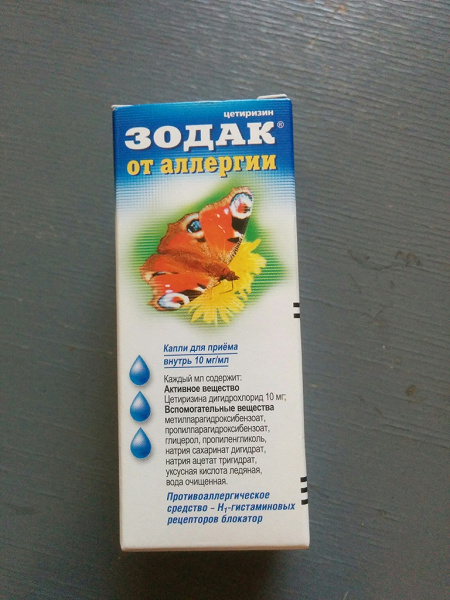 цетиризин
ЗОДАК®
от аллергии
Капли для приёма
внутрь 10 мг/мл
Каждый мл содержит:
Активное вещество
Цетиризина дигидрохлорид 10 мг;
Вспомогательные вещества
метилпарагидроксибензоат,
пропилпарагидроксибензоат,
глицерол, пропиленгликоль,
натрия сахаринат дигидрат,
натрия ацетат тригидрат,
уксусная кислота ледяная,
вода очищенная.
Противоаллергическое
средство – H₁-гистаминовых
рецепторов блокатор